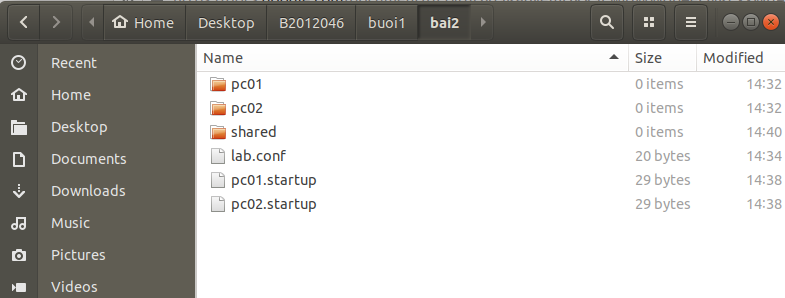 Home Desktop B2012046 buoi1 bai2
Recent
Home
Desktop
Documents
Downloads
Music
Pictures
Videos
Name Size Modified
pc01 0 items 14:32
pc02 0 items 14:32
shared 0 items 14:40
lab.conf 20 bytes 14:34
pc01.startup 29 bytes 14:38
pc02.startup 29 bytes 14:38